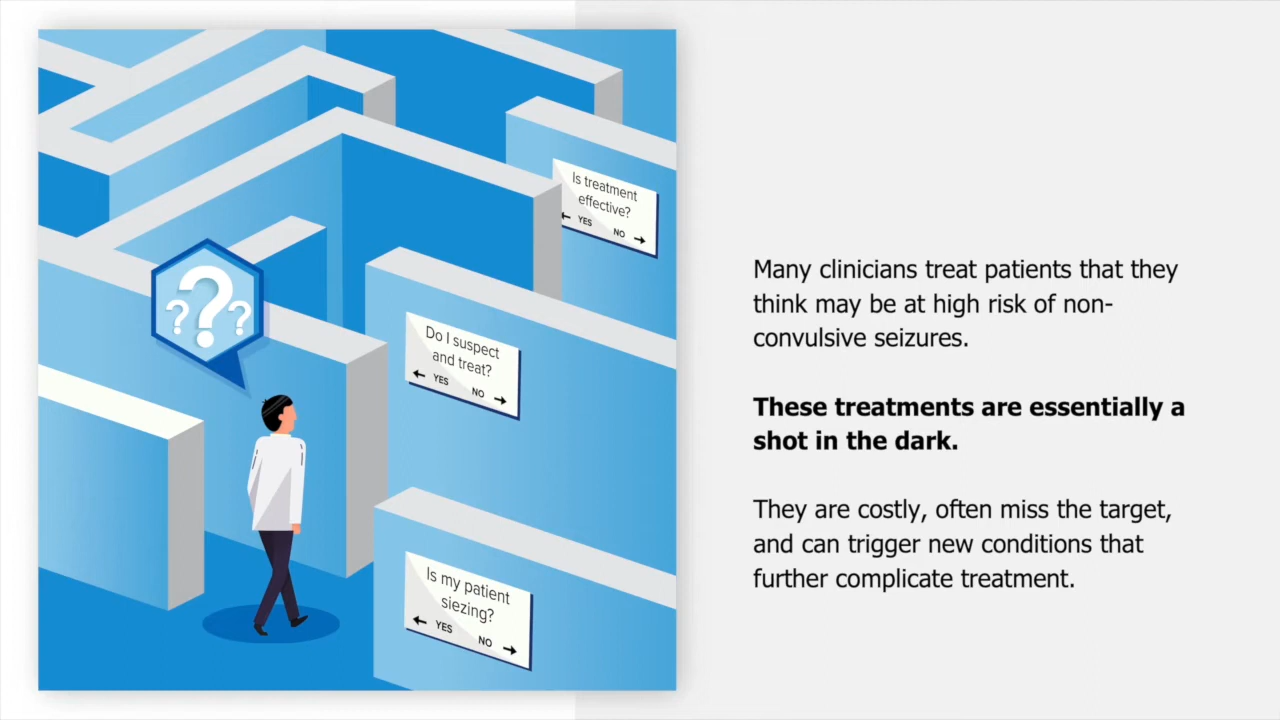 Is treatment
effective?
← YES NO →
???
Do I suspect
and treat?
← YES NO →
Is my patient
siezing?
← YES NO →
Many clinicians treat patients that they
think may be at high risk of non-
convulsive seizures.
These treatments are essentially a
shot in the dark.
They are costly, often miss the target,
and can trigger new conditions that
further complicate treatment.